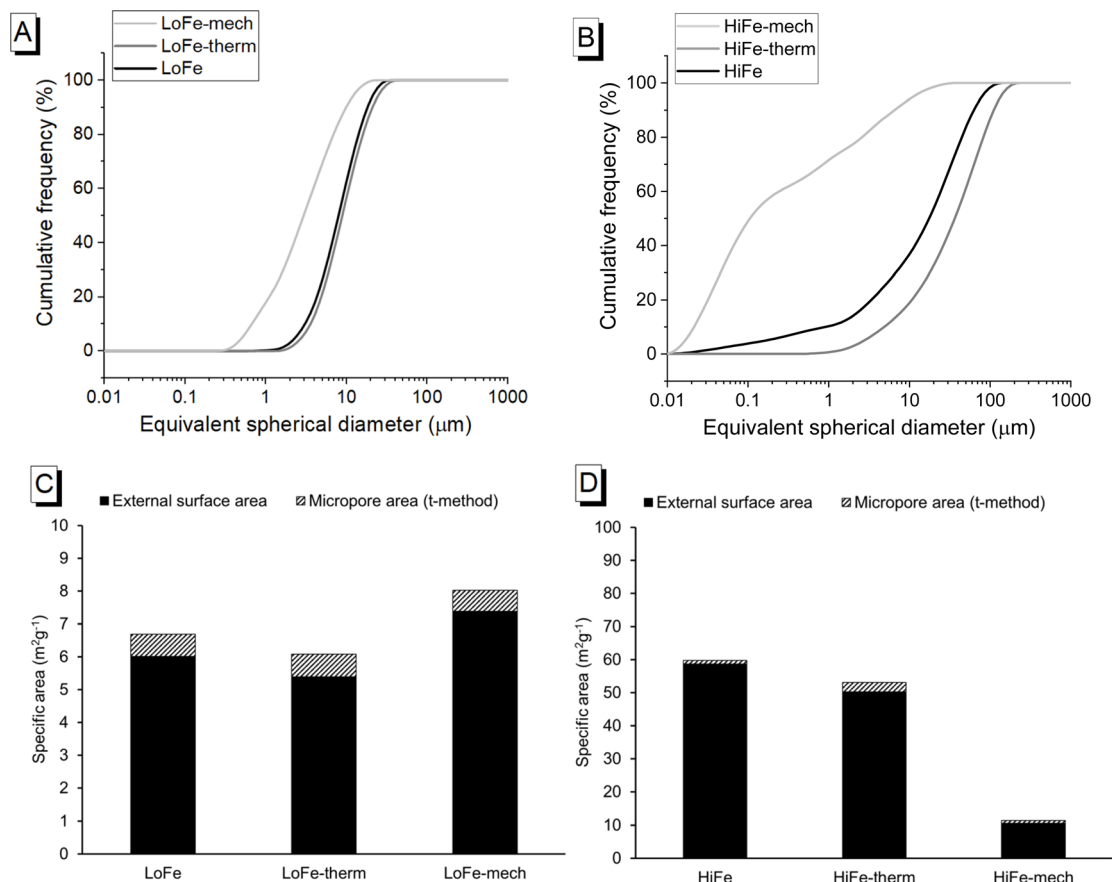 A
LoFe-mech
LoFe-therm
LoFe
Cumulative frequency (%)
100
80
60
40
20
0
0.01 0.1 1 10 100 1000
Equivalent spherical diameter (μm)
B
HiFe-mech
HiFe-therm
HiFe
Cumulative frequency (%)
100
80
60
40
20
0
0.01 0.1 1 10 100 1000
Equivalent spherical diameter (μm)
C
External surface area Micropore area (t-method)
Specific area (m²g⁻¹)
10
9
8
7
6
5
4
3
2
1
0
LoFe LoFe-therm LoFe-mech
D
External surface area Micropore area (t-method)
Specific area (m²g⁻¹)
100
90
80
70
60
50
40
30
20
10
0
HiFe HiFe-therm HiFe-mech